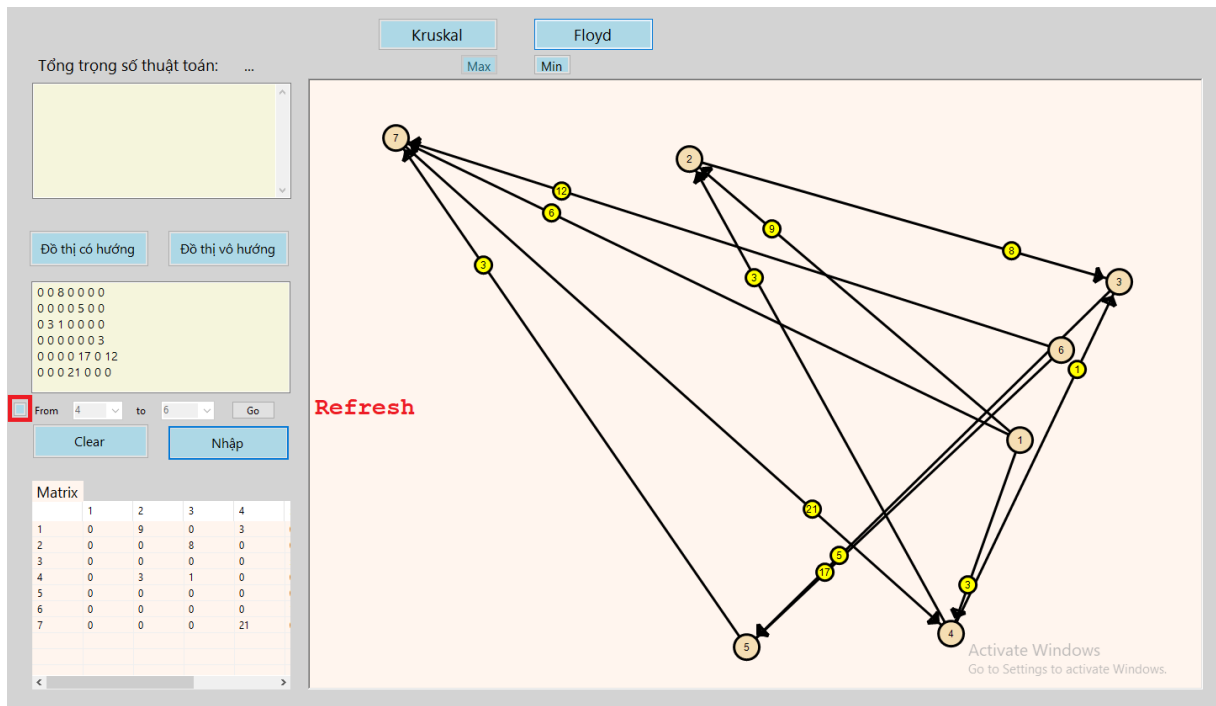 Kruskal
Floyd
Max
Min
Tổng trọng số thuật toán: ...
Đồ thị có hướng
Đồ thị vô hướng
0 0 8 0 0 0 0
0 0 0 0 5 0 0
0 3 1 0 0 0 0
0 0 0 0 0 0 3
0 0 0 0 17 0 12
0 0 0 21 0 0 0
From 4 to 6 Go
Refresh
Clear
Nhập
Matrix
1 2 3 4
1 0 9 0 3
2 0 0 8 0
3 0 0 0 0
4 0 3 1 0
5 0 0 0 0
6 0 0 0 0
7 0 0 0 21
7
2
12
6
9
8
3
3
3
6
1
1
21
5
17
3
4
5
Activate Windows
Go to Settings to activate Windows.